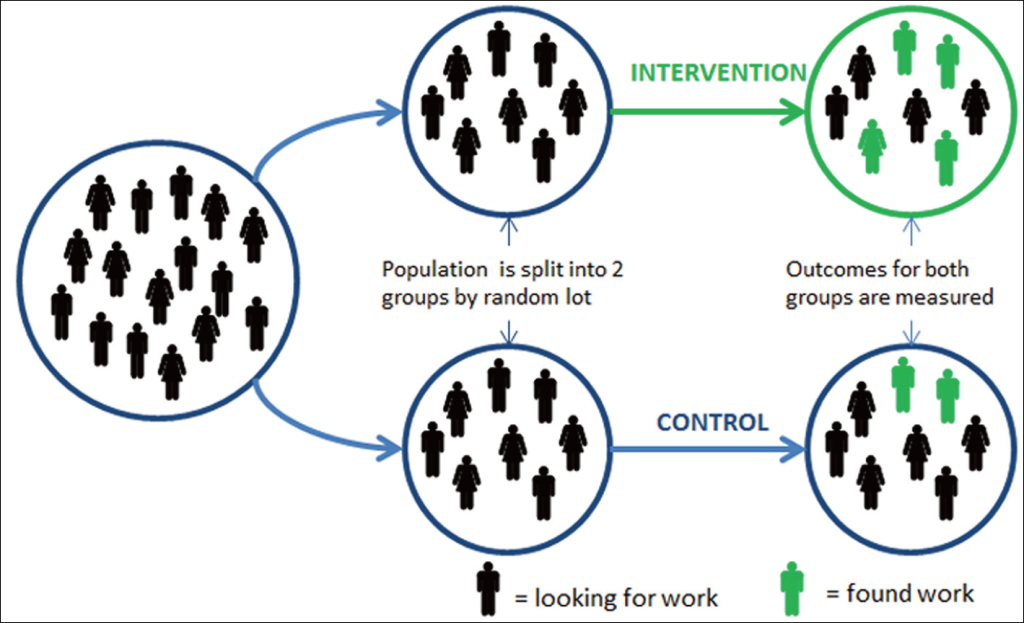 INTERVENTION
Population is split into 2
groups by random lot
Outcomes for both
groups are measured
CONTROL
= looking for work
= found work